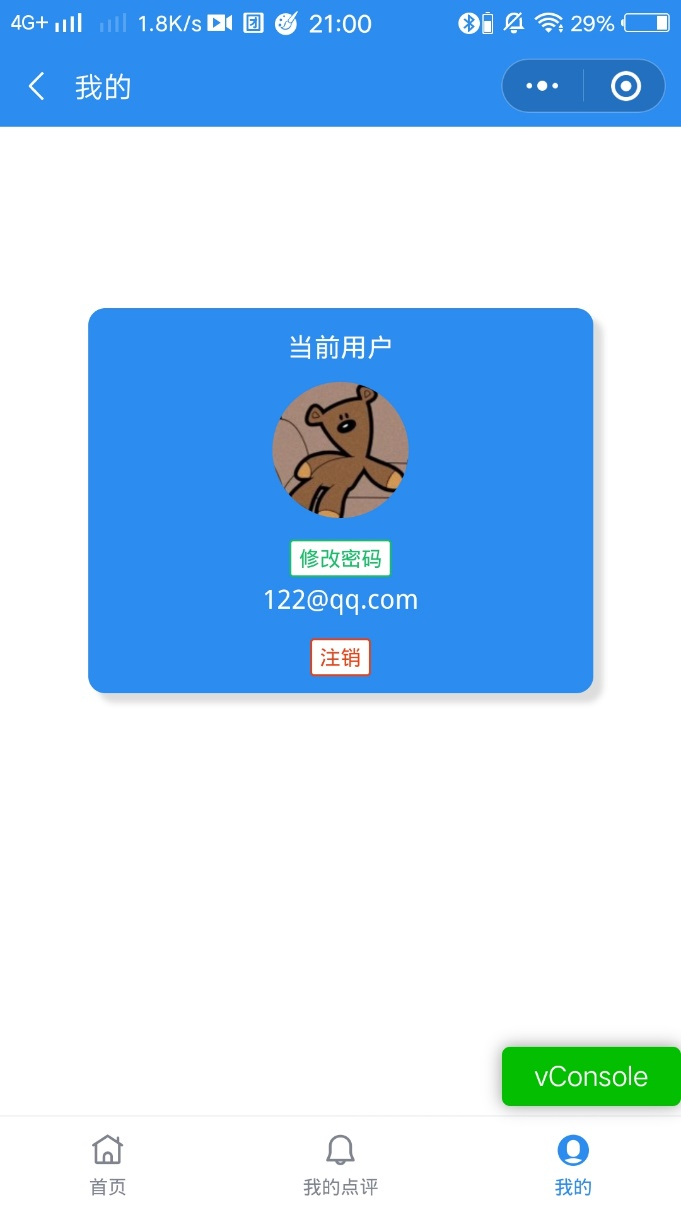 4G+ 1.8K/s 21:00 29%
我的
当前用户
修改密码
122@qq.com
注销
vConsole
首页 我的点评 我的